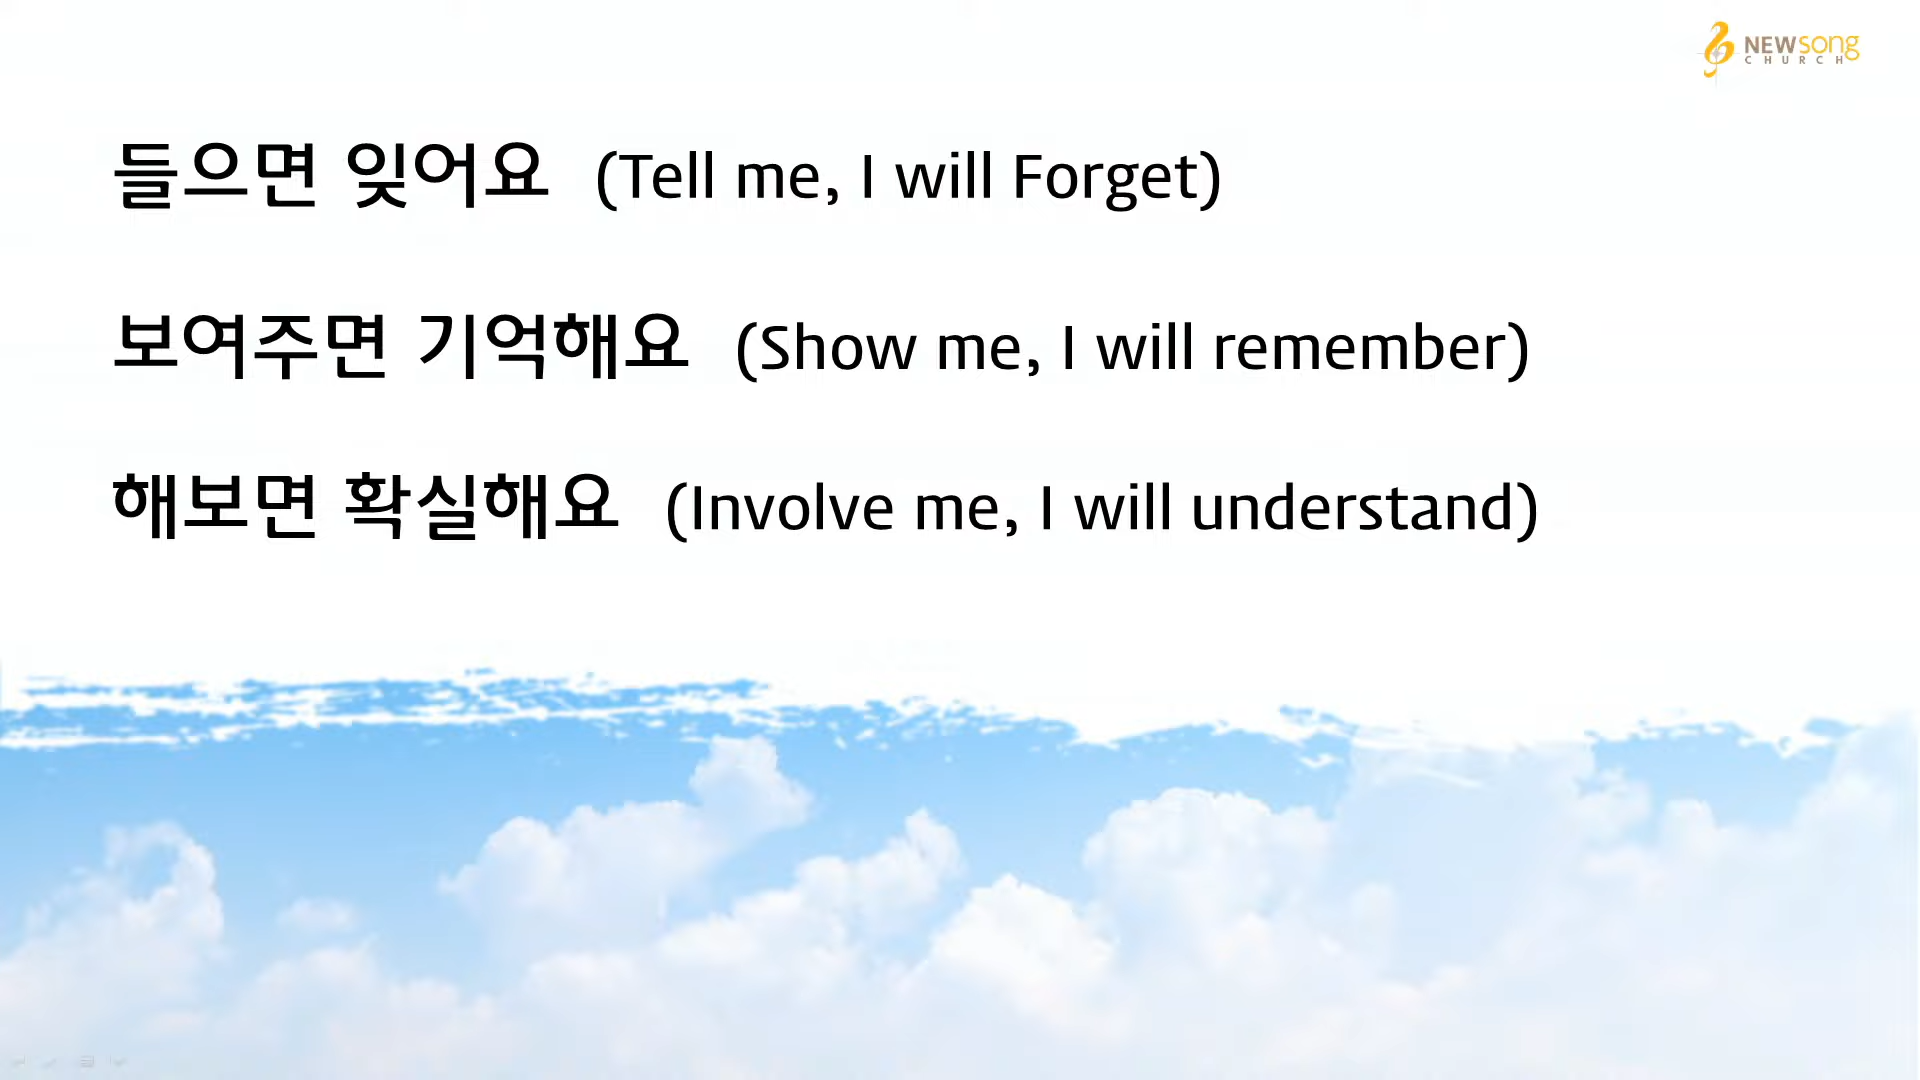 NEWsong
CHURCH
들으면 잊어요 (Tell me, I will Forget)
보여주면 기억해요 (Show me, I will remember)
해보면 확실해요 (Involve me, I will understand)